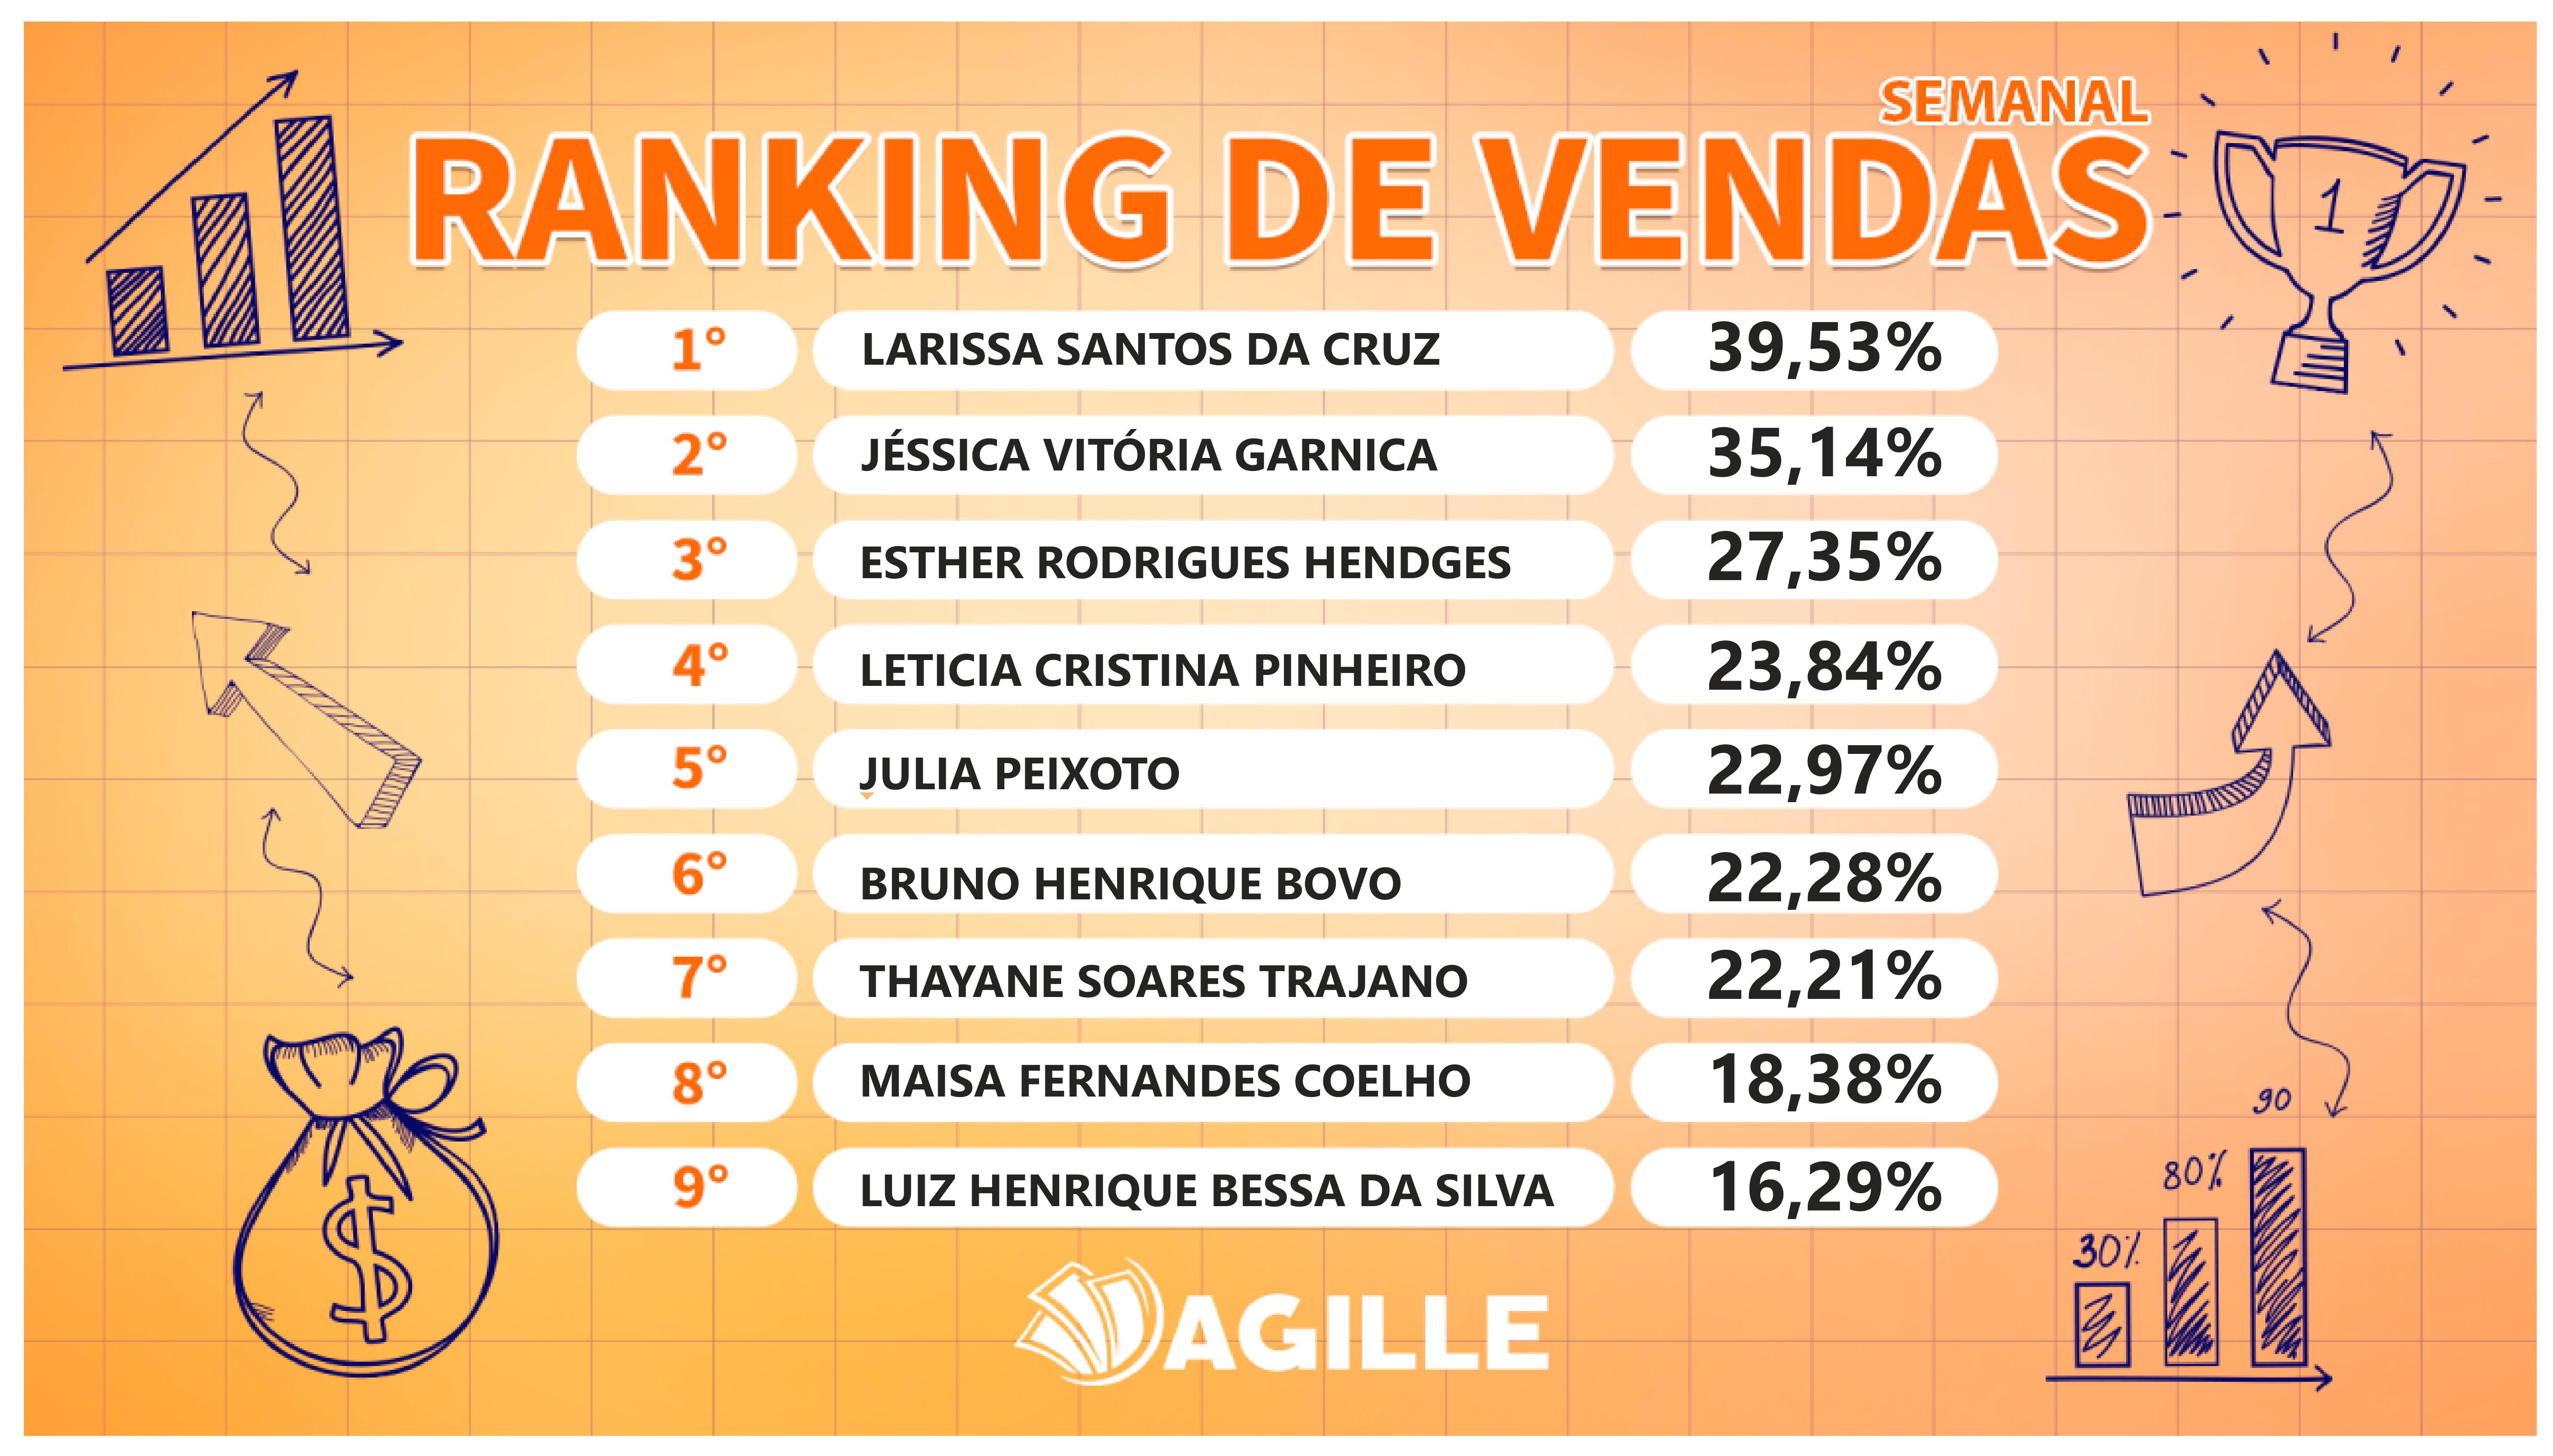 SEMANAL
RANKING DE VENDAS
1
1° LARISSA SANTOS DA CRUZ 39,53%
2° JÉSSICA VITÓRIA GARNICA 35,14%
3° ESTHER RODRIGUES HENDGES 27,35%
4° LETICIA CRISTINA PINHEIRO 23,84%
5° JULIA PEIXOTO 22,97%
6° BRUNO HENRIQUE BOVO 22,28%
7° THAYANE SOARES TRAJANO 22,21%
8° MAISA FERNANDES COELHO 18,38%
9° LUIZ HENRIQUE BESSA DA SILVA 16,29%
90
80%
30%
$
AGILLE